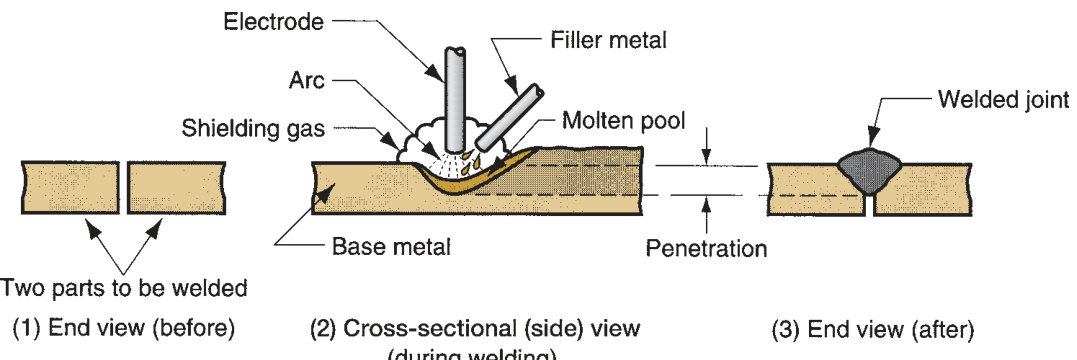 Electrode
Filler metal
Arc
Welded joint
Shielding gas
Molten pool
Base metal
Penetration
Two parts to be welded
(1) End view (before)
(2) Cross-sectional (side) view
(during welding)
(3) End view (after)